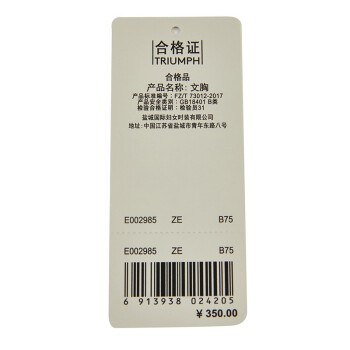 合格证
TRIUMPH
合格品
产品名称: 文胸
产品标准编号: FZ/T 73012-2017
产品安全类别: GB18401 B类
检验合格证明: 检验员31
盐城国际妇女时装有限公司
地址: 中国江苏省盐城市青年东路八号
E002985 ZE B75
E002985 ZE B75
6 913938 024205
¥ 350.00